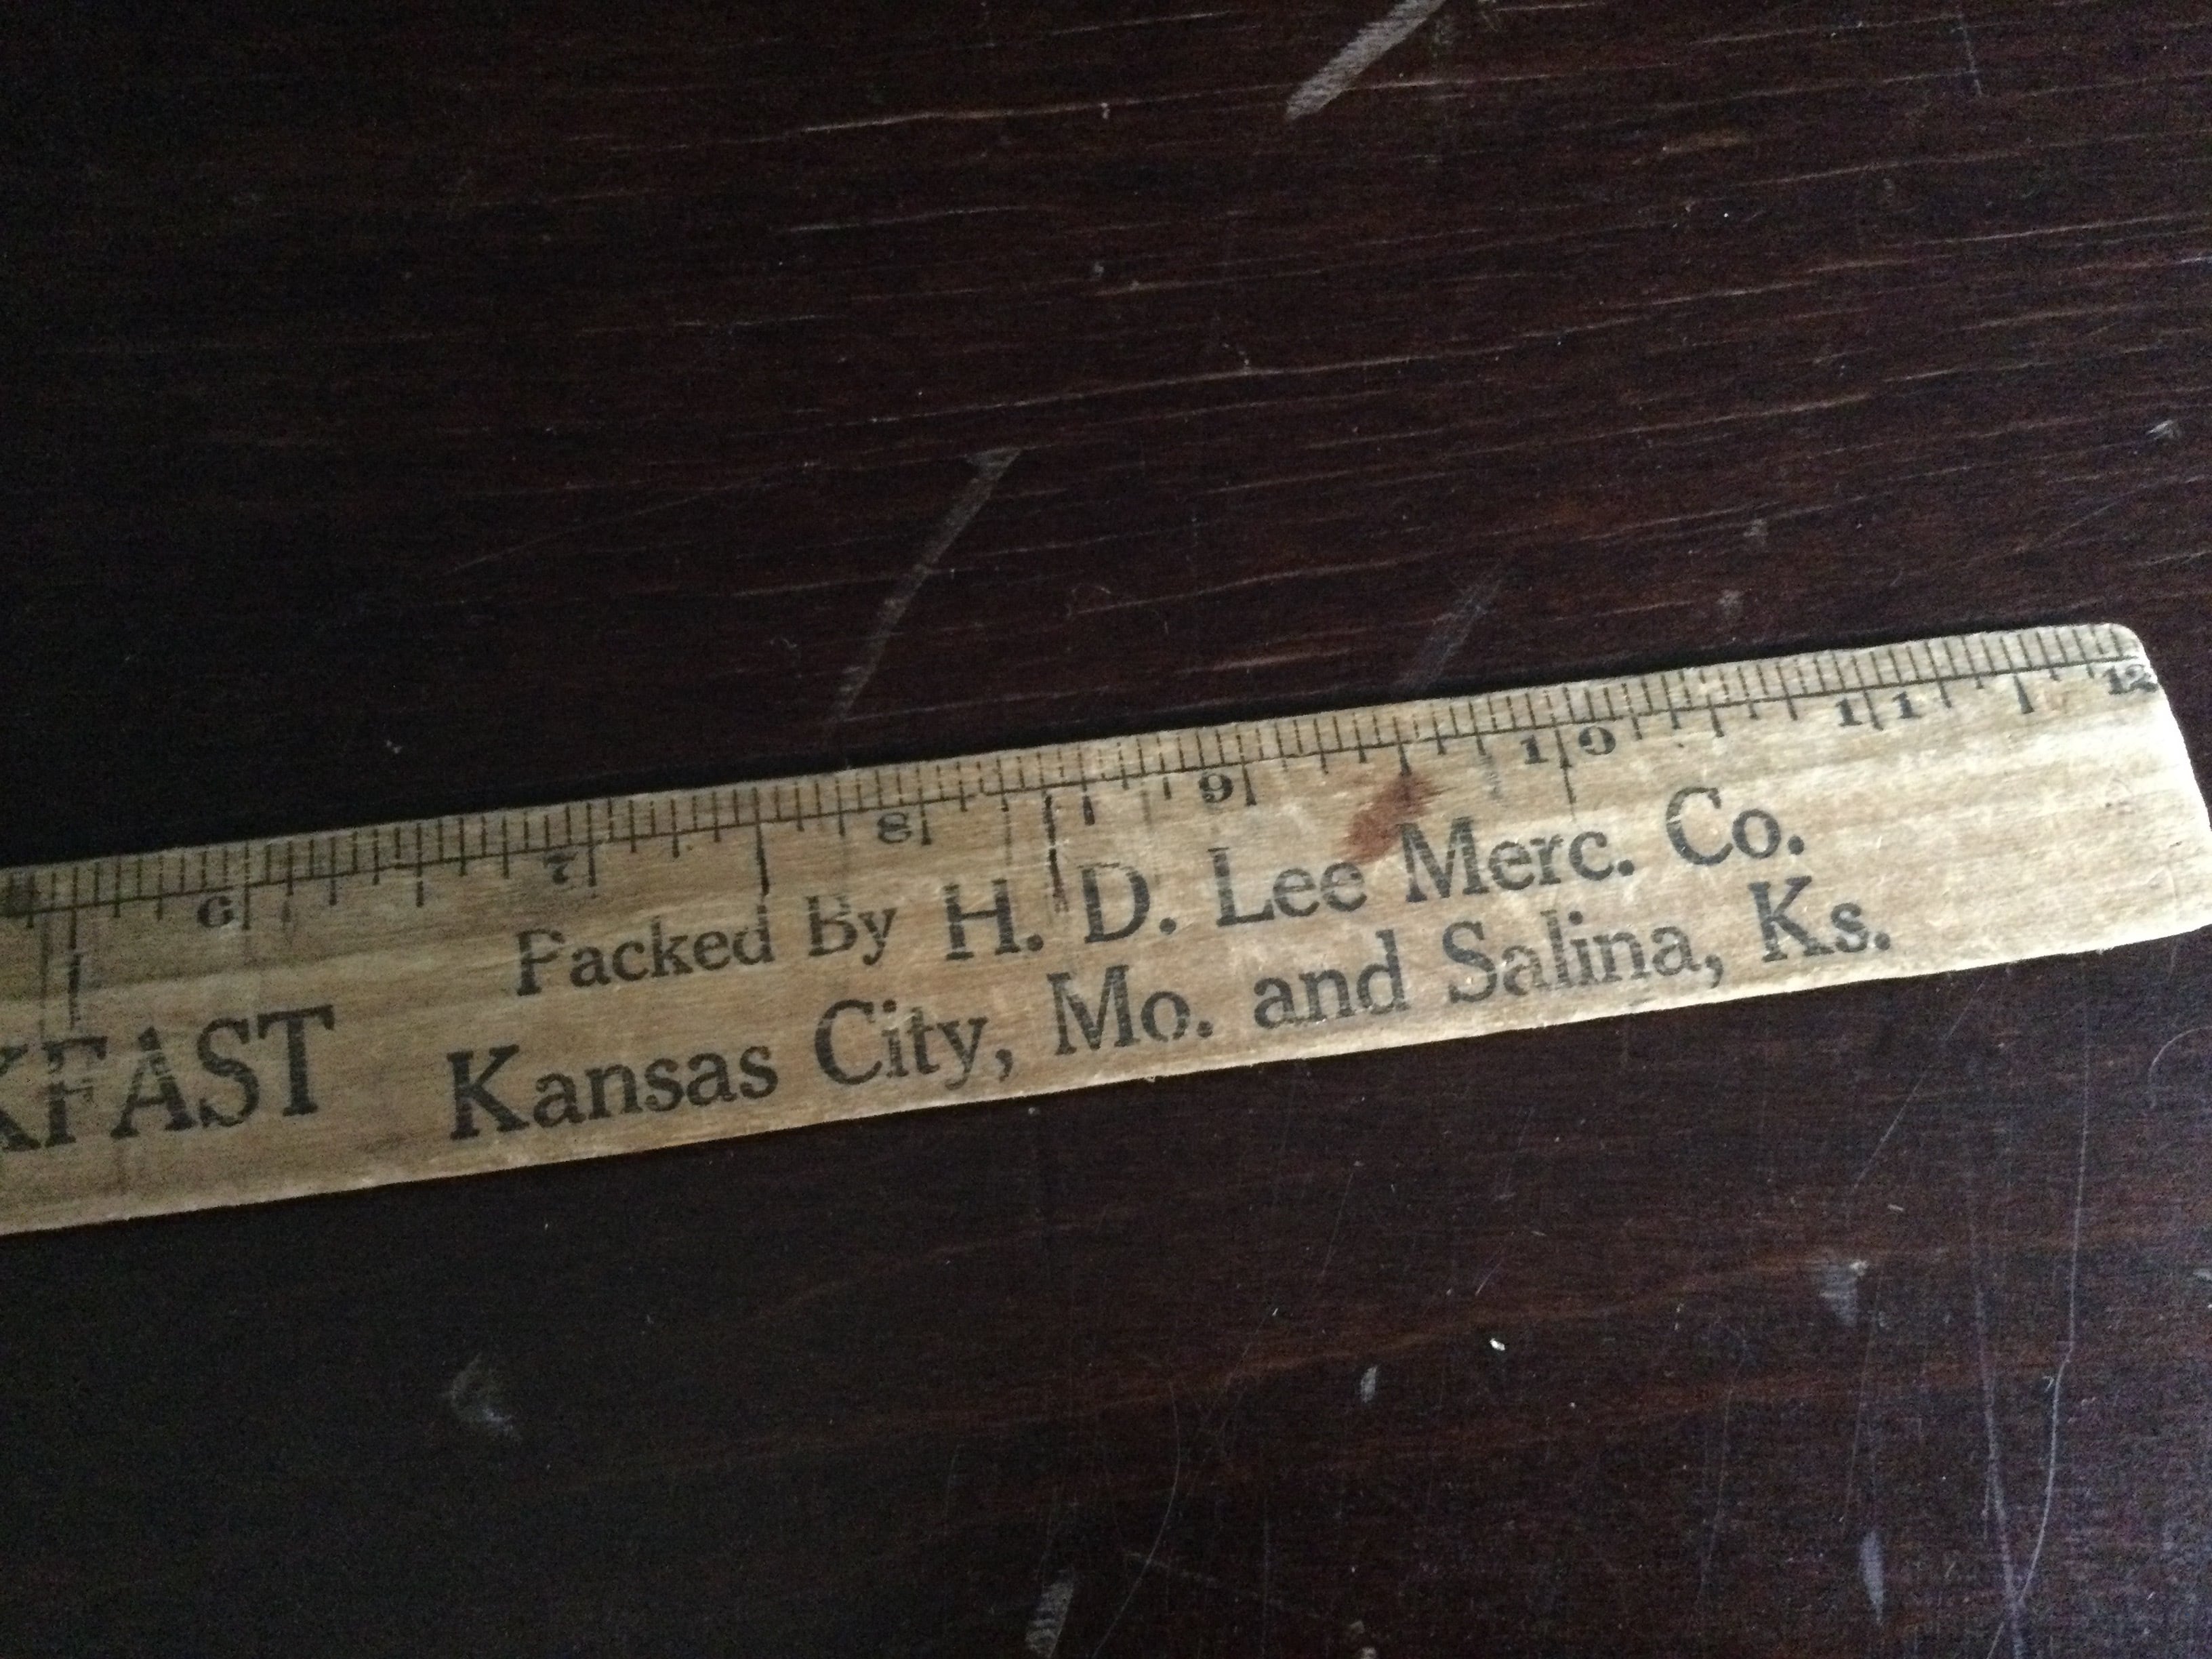 6 7 8 9 10 11 12
Packed By H. D. Lee Merc. Co.
KFAST Kansas City, Mo. and Salina, Ks.